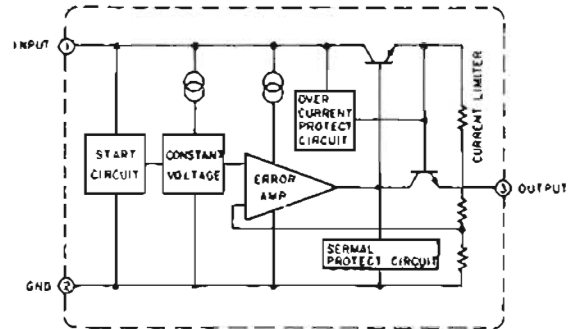 INPUT 1
OVER
CURRENT
PROTECT
CIRCUIT
CURRENT LIMITER
START
CIRCUIT
CONSTANT
VOLTAGE
ERROR
AMP
3 OUTPUT
SERMAL
PROTECT CIRCUIT
GND 2